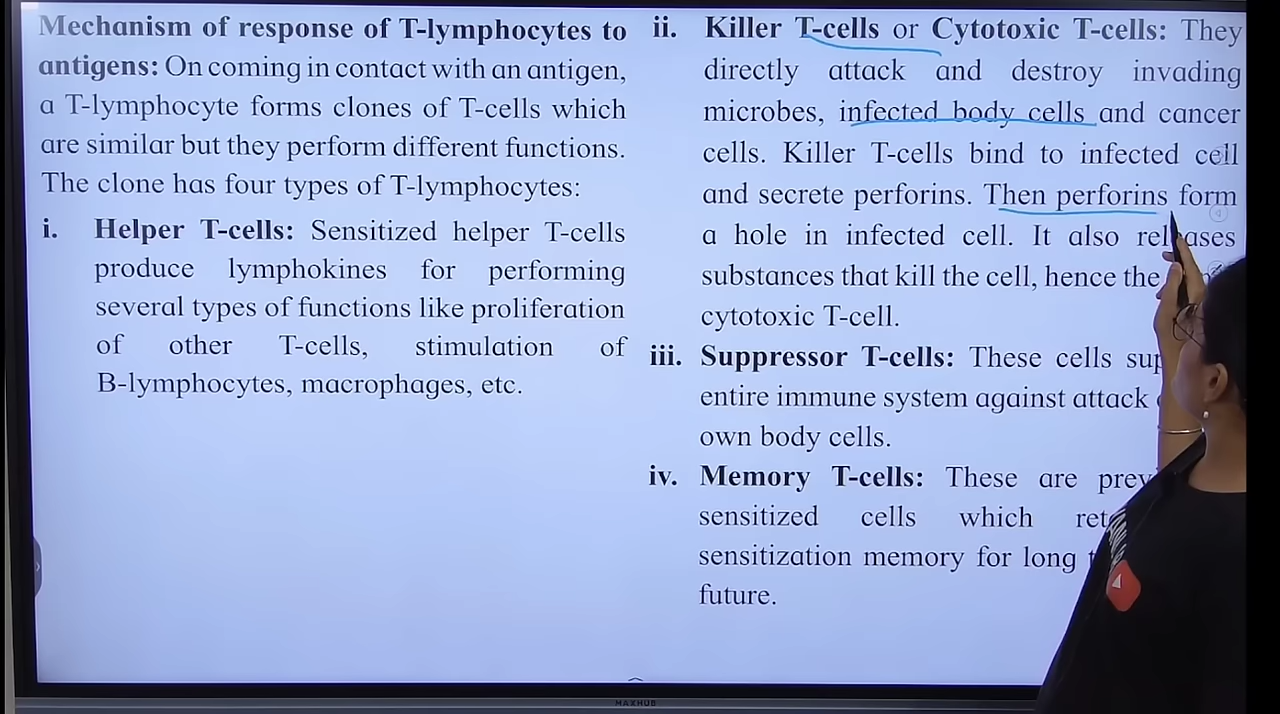 Mechanism of response of T-lymphocytes to
antigens: On coming in contact with an antigen,
a T-lymphocyte forms clones of T-cells which
are similar but they perform different functions.
The clone has four types of T-lymphocytes:
i. Helper T-cells: Sensitized helper T-cells
produce lymphokines for performing
several types of functions like proliferation
of other T-cells, stimulation of
B-lymphocytes, macrophages, etc.
ii. Killer T-cells or Cytotoxic T-cells: They
directly attack and destroy invading
microbes, infected body cells and cancer
cells. Killer T-cells bind to infected cell
and secrete perforins. Then perforins form
a hole in infected cell. It also releases
substances that kill the cell, hence the
cytotoxic T-cell.
iii. Suppressor T-cells: These cells
entire immune system against attack
own body cells.
iv. Memory T-cells: These are
sensitized cells which
sensitization memory for long
future.
MAXHUB